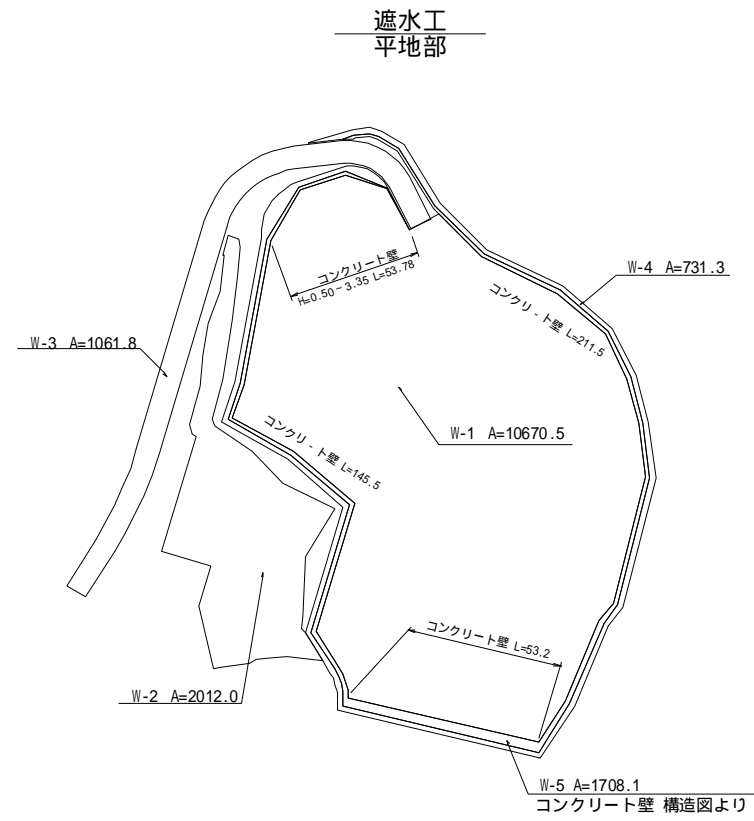 遮水工
平地部
コンクリート壁
H=0.50~3.35 L=53.78
W-4 A=731.3
コンクリ-ト壁 L=211.5
W-3 A=1061.8
W-1 A=10670.5
コンクリ-ト壁 L=145.5
コンクリート壁 L=53.2
W-2 A=2012.0
W-5 A=1708.1
コンクリート壁 構造図より